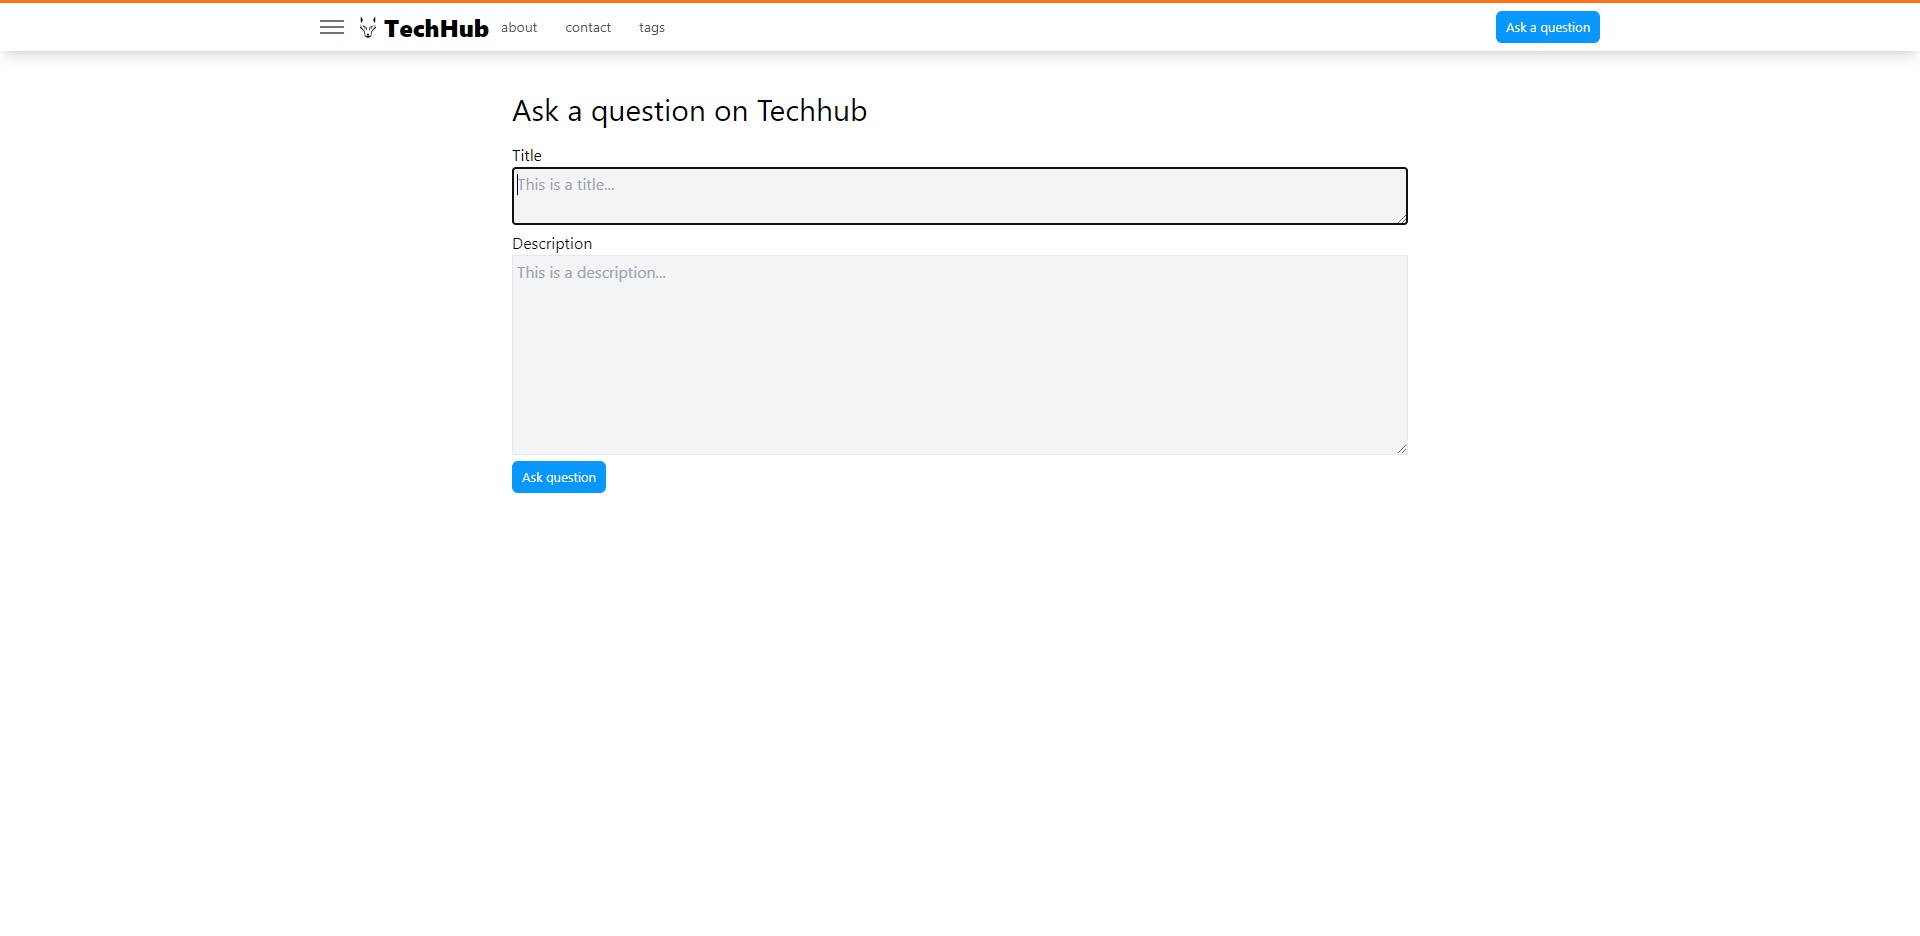 TechHub about contact tags Ask a question
Ask a question on Techhub
Title
This is a title...
Description
This is a description...
Ask question